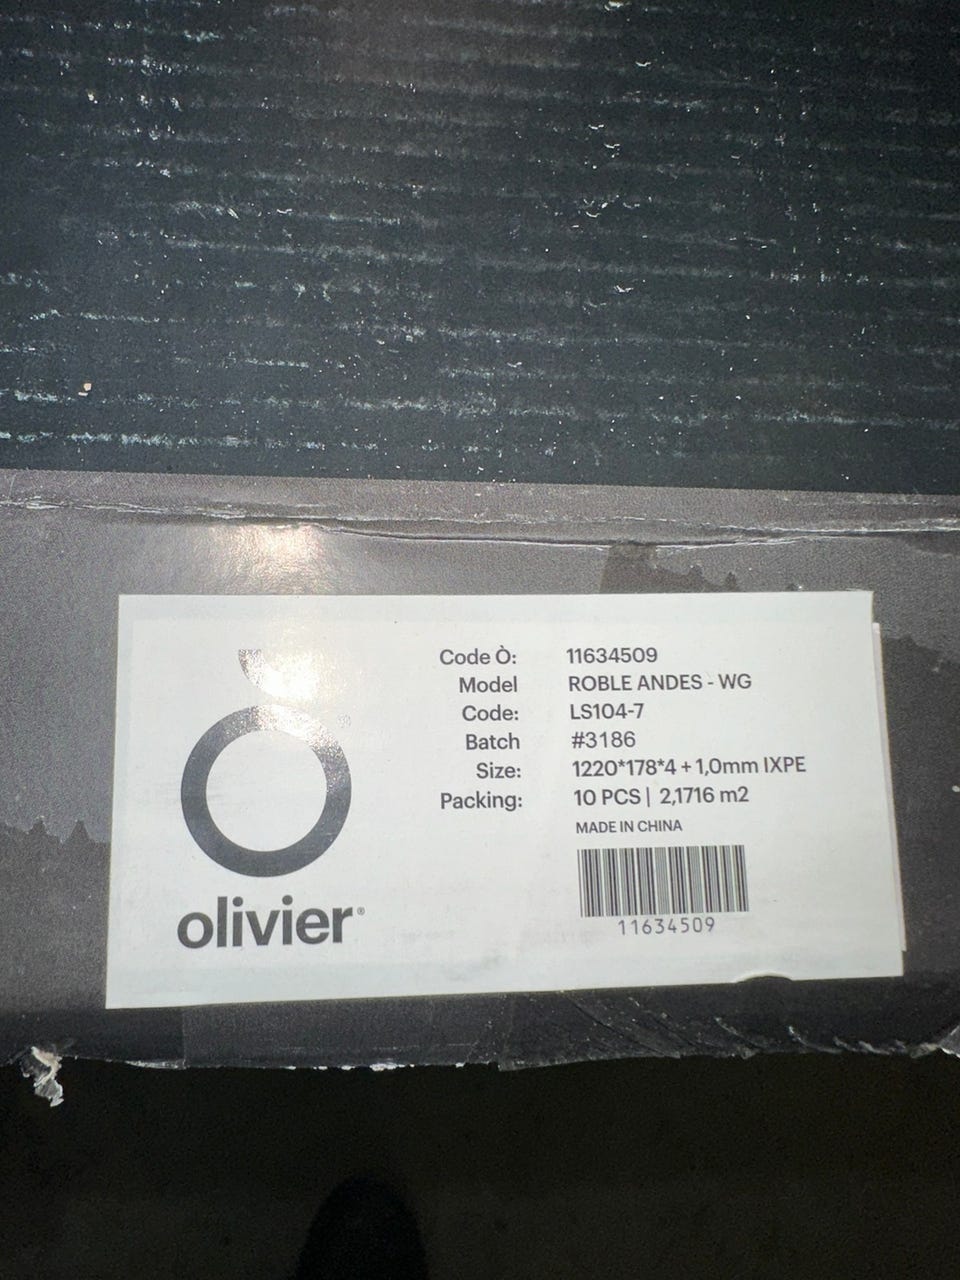 Code Ò: 11634509
Model ROBLE ANDES - WG
Code: LS104-7
Batch #3186
Size: 1220*178*4 + 1,0mm IXPE
Packing: 10 PCS | 2,1716 m2
MADE IN CHINA
11634509
olivier®